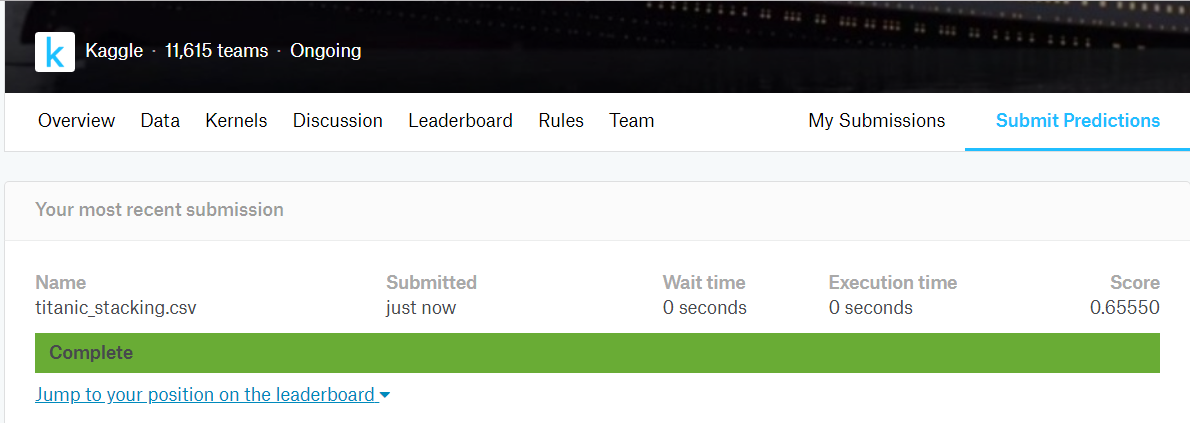 k Kaggle · 11,615 teams · Ongoing
Overview Data Kernels Discussion Leaderboard Rules Team My Submissions Submit Predictions
Your most recent submission
Name Submitted Wait time Execution time Score
titanic_stacking.csv just now 0 seconds 0 seconds 0.65550
Complete
Jump to your position on the leaderboard